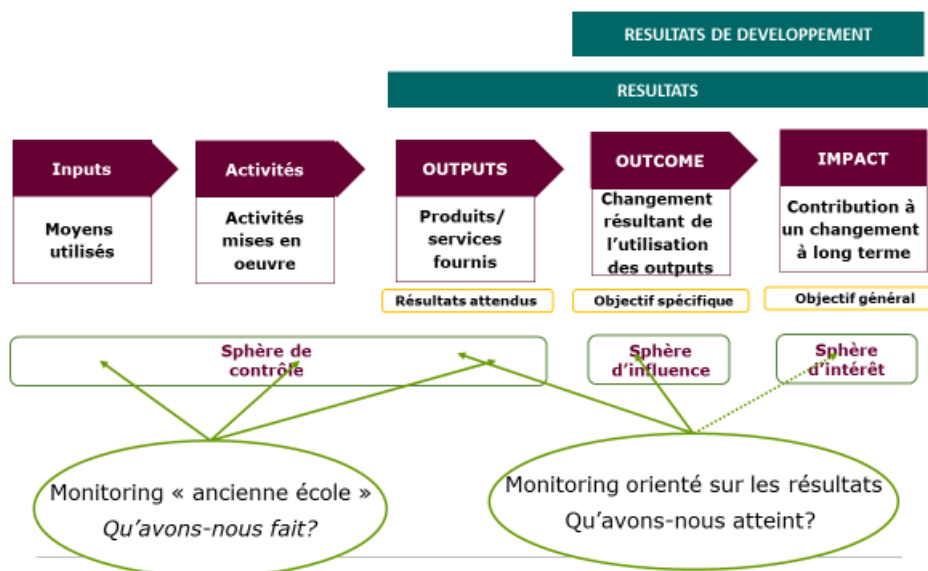 RESULTATS DE DEVELOPPEMENT
RESULTATS
Inputs
Activités
OUTPUTS
OUTCOME
IMPACT
Moyens
utilisés
Activités
mises en
oeuvre
Produits/
services
fournis
Changement
résultant de
l'utilisation
des outputs
Contribution à
un changement
à long terme
Résultats attendus
Objectif spécifique
Objectif général
Sphère de
contrôle
Sphère
d'influence
Sphère
d'intérêt
Monitoring « ancienne école »
Qu'avons-nous fait?
Monitoring orienté sur les résultats
Qu'avons-nous atteint?